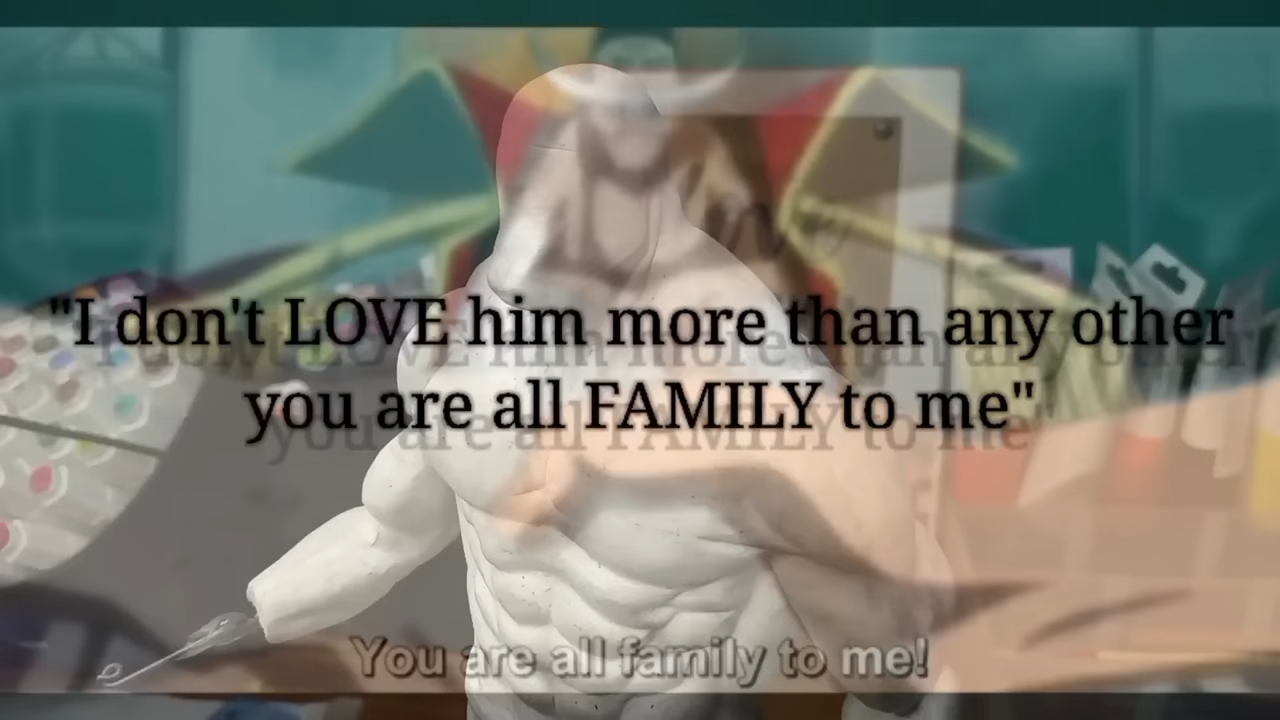 "I don't LOVE him more than any other
you are all FAMILY to me"
You are all family to me!